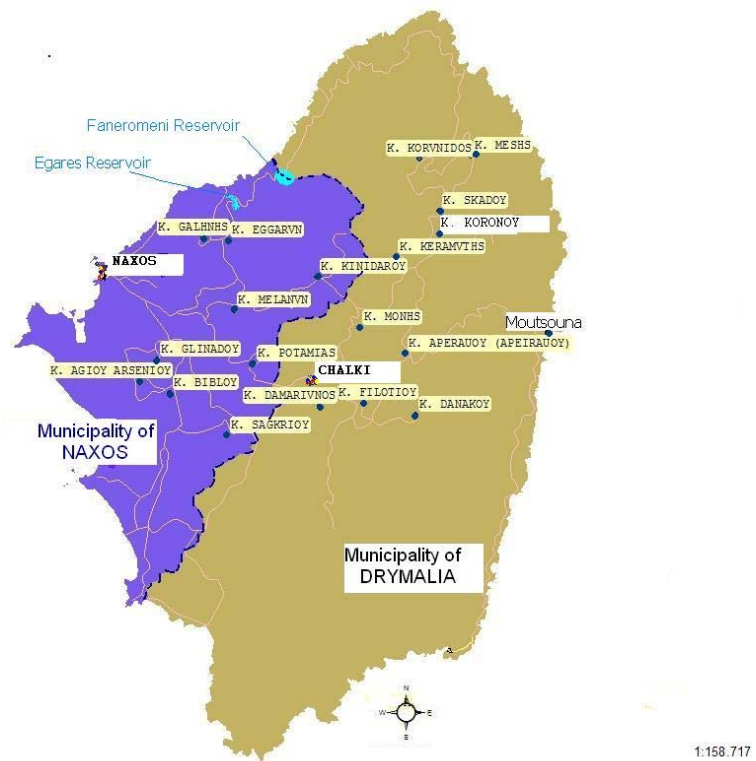 Faneromeni Reservoir
Egares Reservoir
K. KORVNIDOS
K. MESHS
K. SKADOY
K. KORONOY
K. GALHNHS
K. EGGARVN
K. KERAMVTHS
NAXOS
K. KINIDAROY
K. MELANVN
K. MONHS
Moutsouna
K. GLINADOY
K. POTAMIAS
K. APERAUOY (APEIRAUOY)
K. AGIOY ARSENIOY
CHALKI
K. BIBLOY
K. DAMARIVNOS
K. FILOTIOY
K. DANAKOY
K. SAGKRIOY
Municipality of
NAXOS
Municipality of
DRYMALIA
N
W
E
S
1:158.717